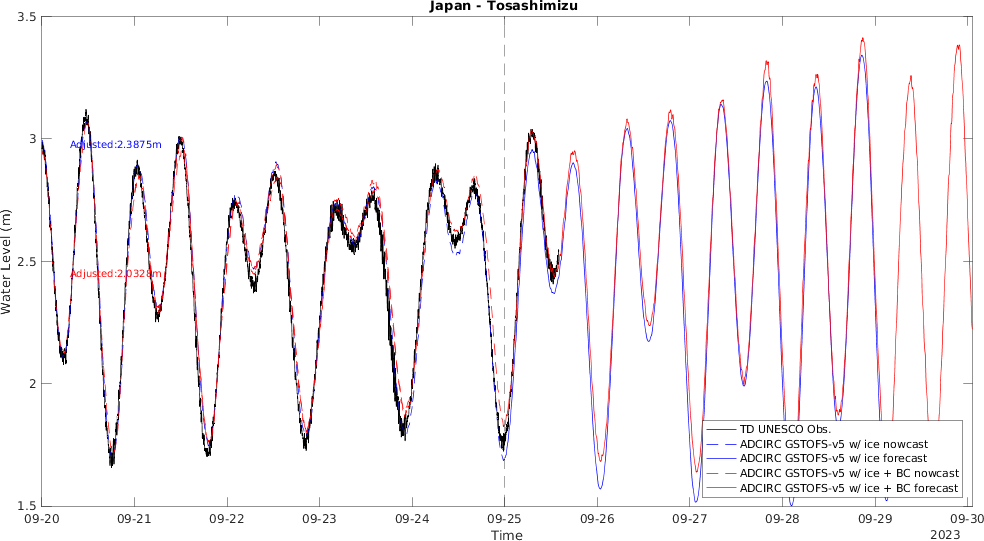 Japan - Tosashimizu
3.5
3
2.5
2
1.5
Water Level (m)
Adjusted:2.3875m
Adjusted:2.0328m
TD UNESCO Obs.
ADCIRC GSTOFS-v5 w/ ice nowcast
ADCIRC GSTOFS-v5 w/ ice forecast
ADCIRC GSTOFS-v5 w/ ice + BC nowcast
ADCIRC GSTOFS-v5 w/ ice + BC forecast
09-20 09-21 09-22 09-23 09-24 09-25 09-26 09-27 09-28 09-29 09-30
Time
2023